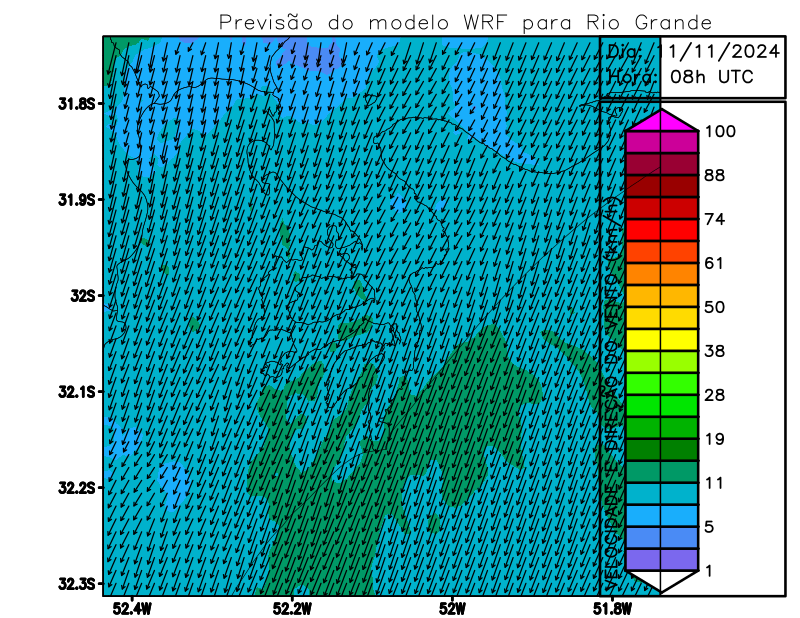 Previsão do modelo WRF para Rio Grande
Dia: 11/11/2024
Hora: 08h UTC
31.8S
31.9S
32S
32.1S
32.2S
32.3S
52.4W
52.2W
52W
51.8W
VELOCIDADE E DIREÇÃO DO VENTO (km/h)
100
88
74
61
50
38
28
19
11
5
1